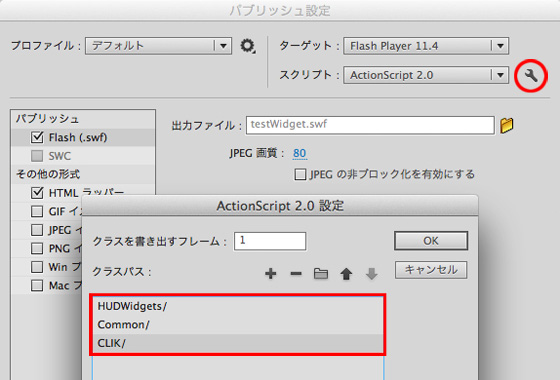 パブリッシュ設定
プロファイル： デフォルト
ターゲット： Flash Player 11.4
スクリプト： ActionScript 2.0
パブリッシュ
Flash (.swf)
SWC
その他の形式
HTML ラッパー
GIF イ
JPEG イ
PNG イ
Win プ
Mac プ
出力ファイル： testWidget.swf
JPEG 画質： 80
JPEG の非ブロック化を有効にする
ActionScript 2.0 設定
クラスを書き出すフレーム： 1
OK
クラスパス：
キャンセル
HUDWidgets/
Common/
CLIK/